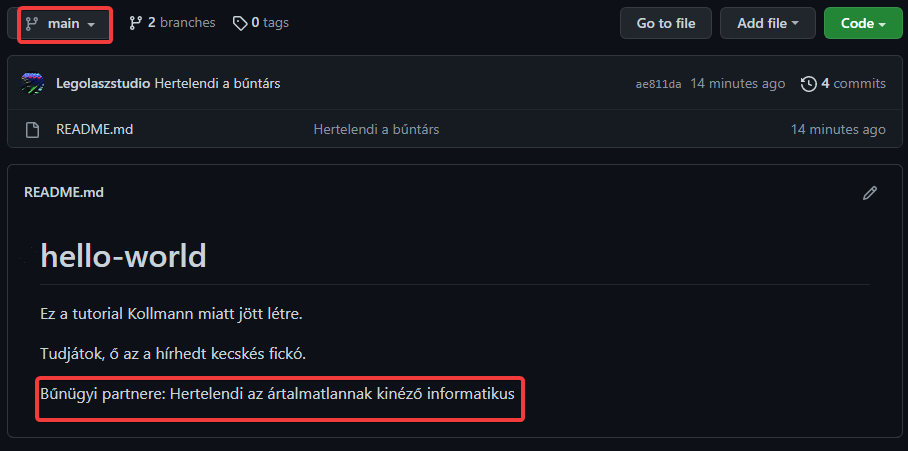 main
2 branches
0 tags
Go to file
Add file
Code
Legolaszstudio Hertelendi a bűntárs
ae811da 14 minutes ago
4 commits
README.md
Hertelendi a bűntárs
14 minutes ago
README.md
hello-world
Ez a tutorial Kollmann miatt jött létre.
Tudjátok, ő az a hírhedt kecskés fickó.
Bűnügyi partnere: Hertelendi az ártalmatlannak kinéző informatikus